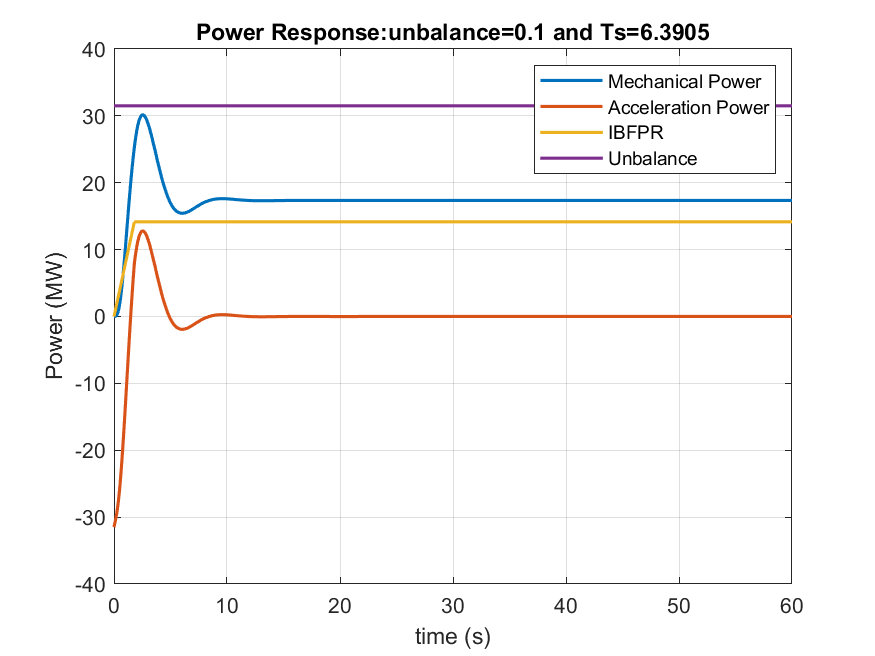 Power Response:unbalance=0.1 and Ts=6.3905
40
30
20
10
0
-10
-20
-30
-40
Power (MW)
Mechanical Power
Acceleration Power
IBFPR
Unbalance
0 10 20 30 40 50 60
time (s)